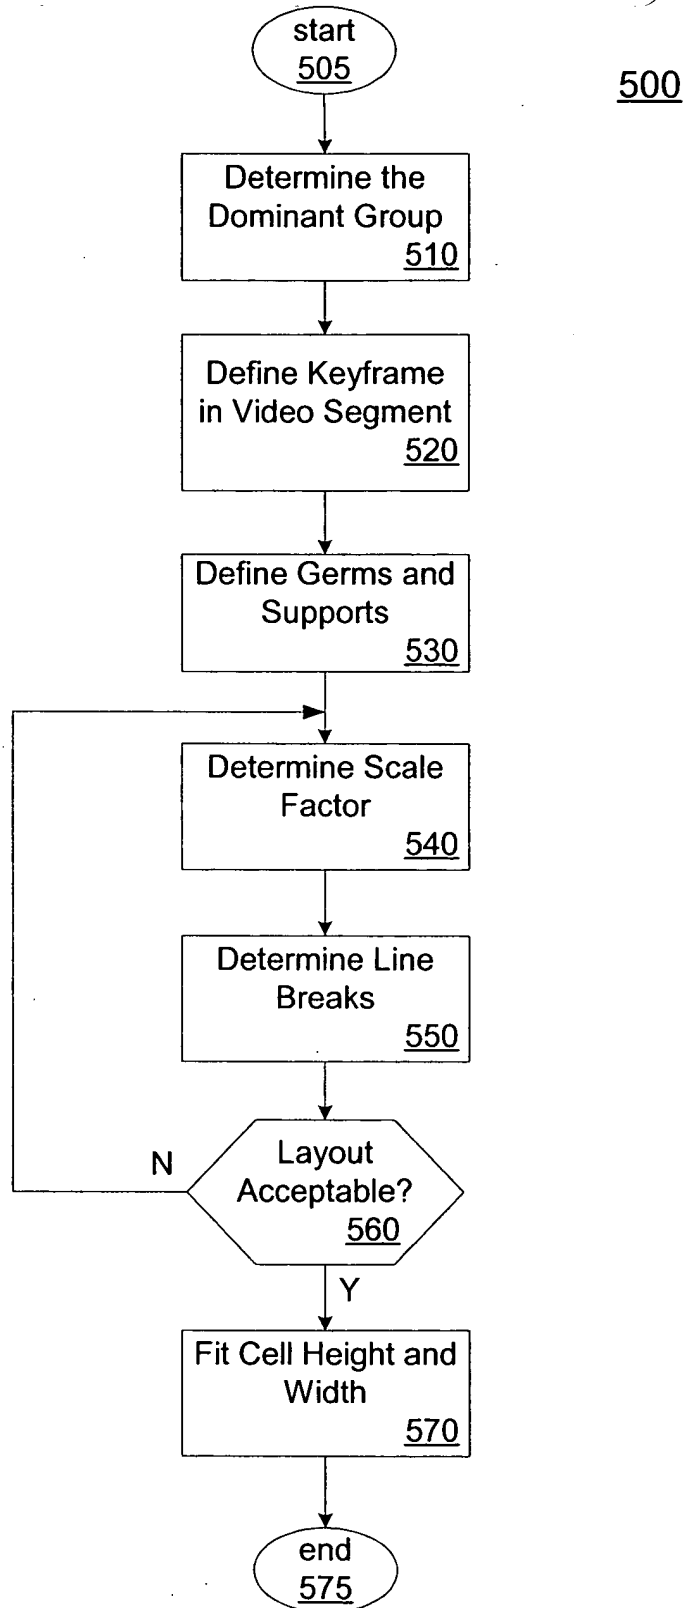 start
505
500
Determine the
Dominant Group
510
Define Keyframe
in Video Segment
520
Define Germs and
Supports
530
Determine Scale
Factor
540
Determine Line
Breaks
550
N
Layout
Acceptable?
560
Y
Fit Cell Height and
Width
570
end
575